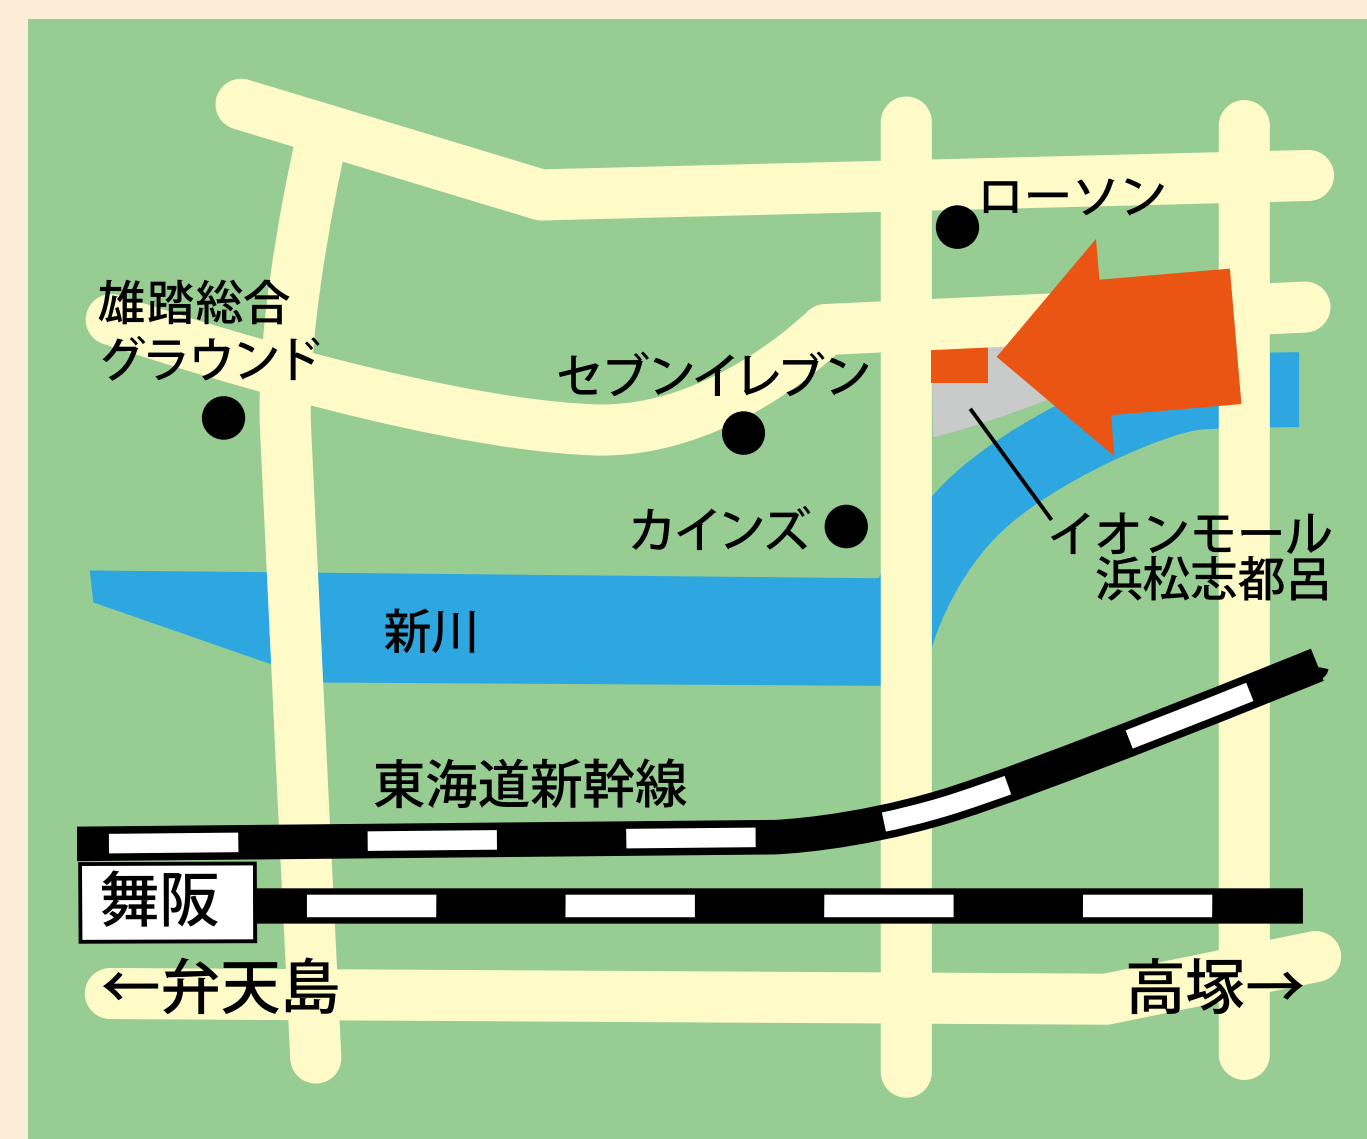 ローソン
雄踏総合
グラウンド
セブンイレブン
カインズ
イオンモール
浜松志都呂
新川
東海道新幹線
舞阪
←弁天島
高塚→